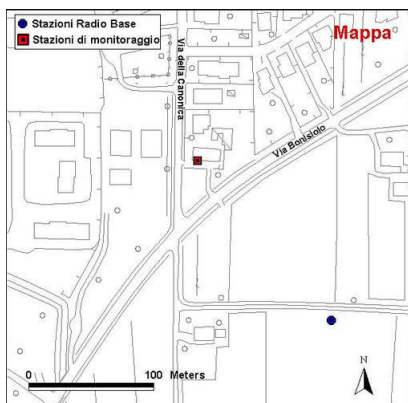 Stazioni Radio Base
Stazioni di monitoraggio
Mappa
Via della Canonica
Via Bonisiolo
0 100 Meters
N